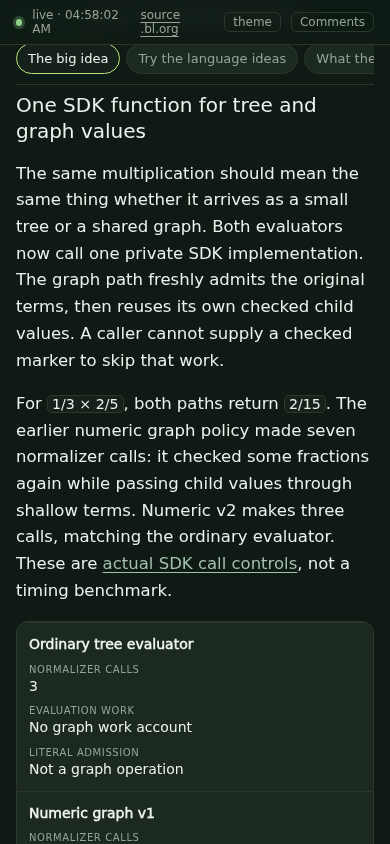 live · 04:58:02 AM
source.bl.org
theme
Comments
The big idea
Try the language ideas
What the
One SDK function for tree and
graph values
The same multiplication should mean the
same thing whether it arrives as a small
tree or a shared graph. Both evaluators
now call one private SDK implementation.
The graph path freshly admits the original
terms, then reuses its own checked child
values. A caller cannot supply a checked
marker to skip that work.
For 1/3 × 2/5, both paths return 2/15. The
earlier numeric graph policy made seven
normalizer calls: it checked some fractions
again while passing child values through
shallow terms. Numeric v2 makes three
calls, matching the ordinary evaluator.
These are actual SDK call controls, not a
timing benchmark.
Ordinary tree evaluator
NORMALIZER CALLS
3
EVALUATION WORK
No graph work account
LITERAL ADMISSION
Not a graph operation
Numeric graph v1
NORMALIZER CALLS